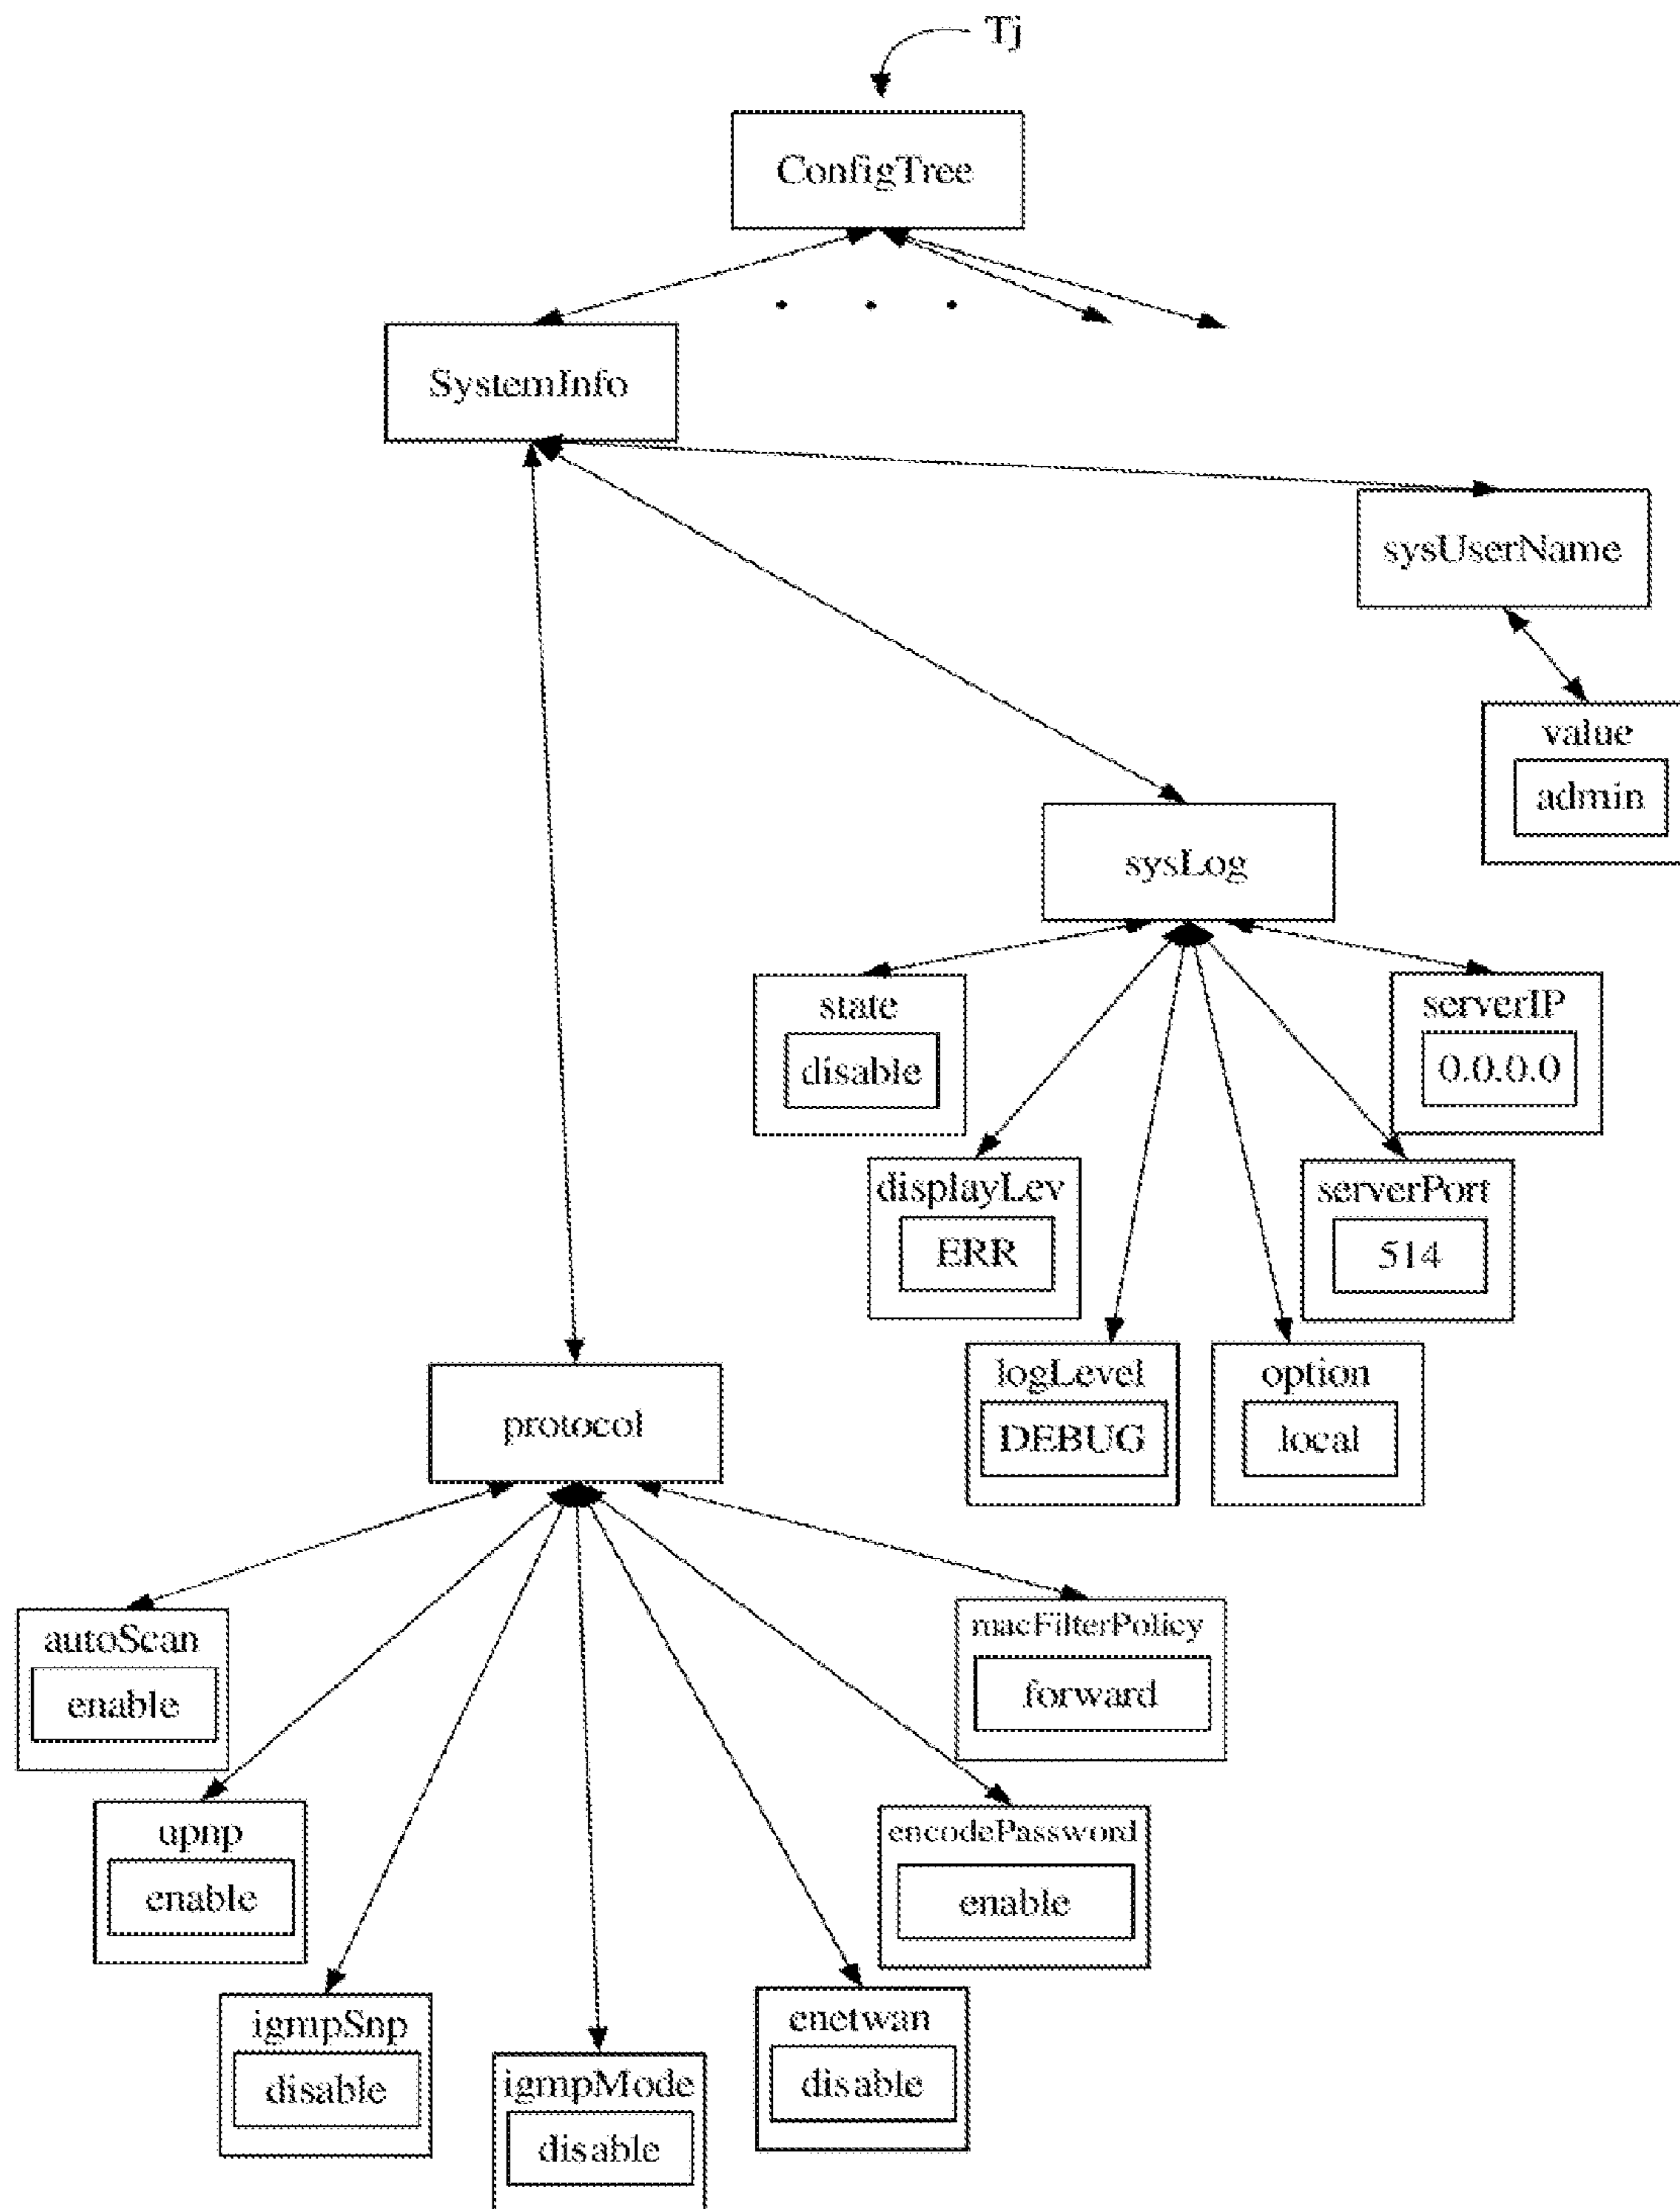 Tj
ConfigTree
. . .
SystemInfo
sysUserName
value
admin
sysLog
state
disable
serverIP
0.0.0.0
displayLev
ERR
serverPort
514
logLevel
DEBUG
option
local
protocol
autoScan
enable
macFilterPolicy
forward
upnp
enable
encodePassword
enable
igmpSnp
disable
igmpMode
disable
enetwan
disable